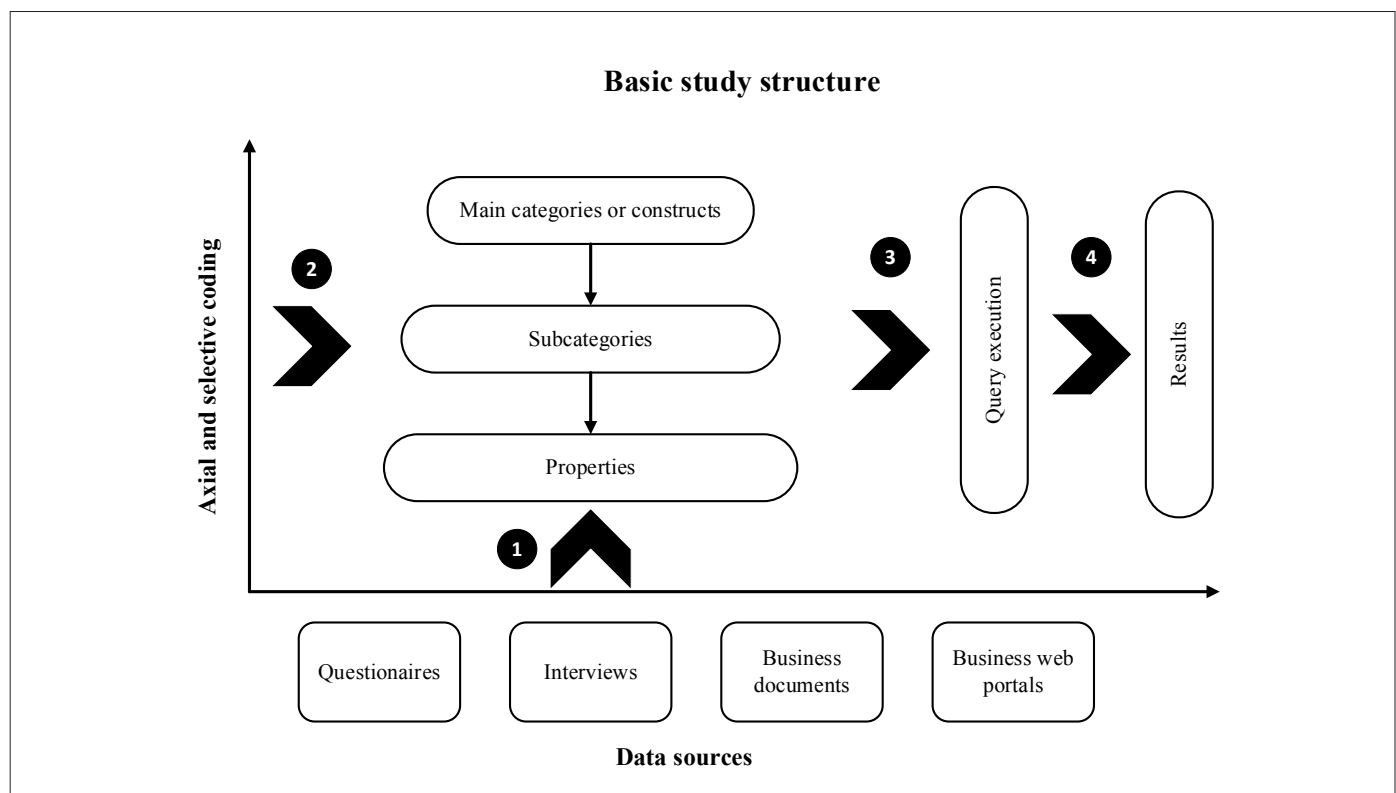 Basic study structure
Axial and selective coding
Main categories or constructs
2
3
4
Subcategories
Query execution
Results
Properties
1
Questionaires
Interviews
Business
documents
Business web
portals
Data sources